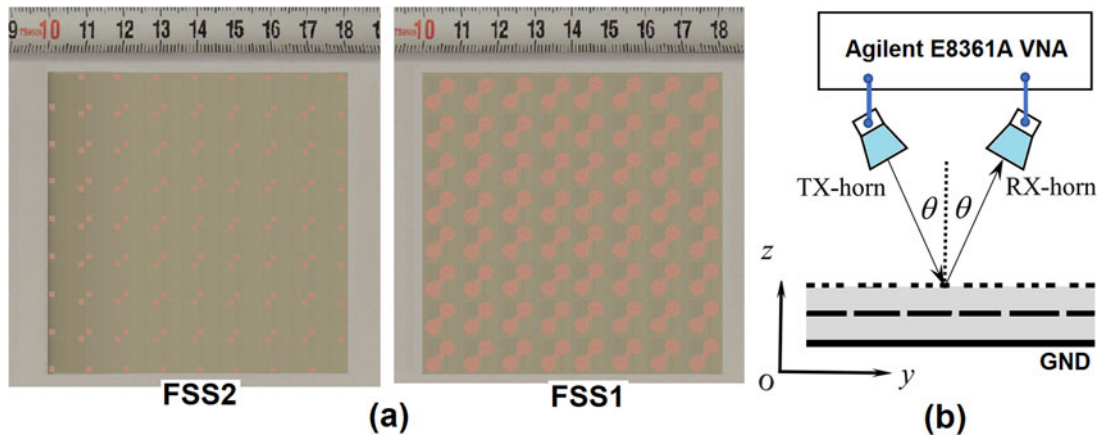 9 10 11 12 13 14 15 16 17 18 1
10 11 12 13 14 15 16 17 18
FSS2
FSS1
(a)
Agilent E8361A VNA
TX-horn
RX-horn
θ θ
z
O
y
GND
(b)